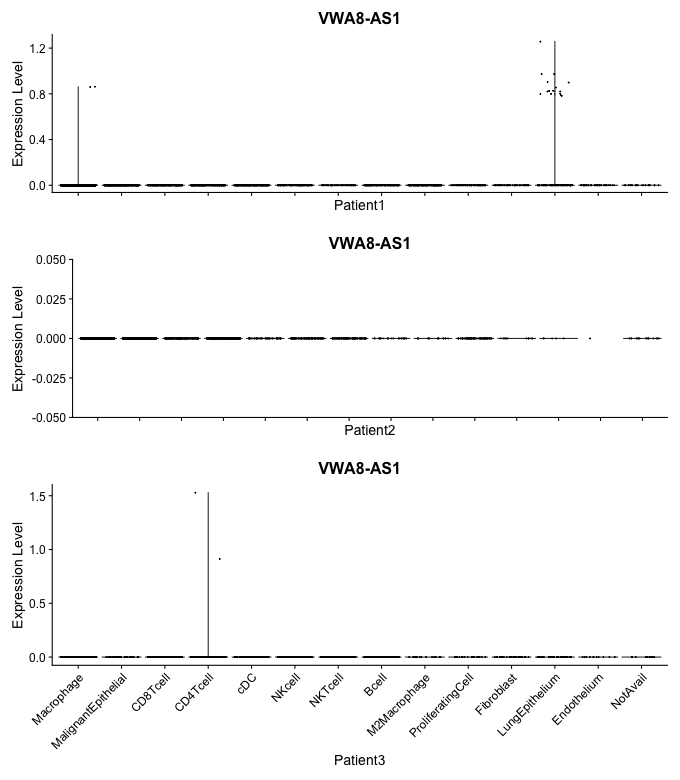 VWA8-AS1
Expression Level
1.2
0.8
0.4
0.0
Patient1
VWA8-AS1
Expression Level
0.050
0.025
0.000
-0.025
-0.050
Patient2
VWA8-AS1
Expression Level
1.5
1.0
0.5
0.0
Macrophage
MalignantEpithelial
CD8Tcell
CD4Tcell
cDC
NKcell
NKTcell
Bcell
M2Macrophage
ProliferatingCell
Fibroblast
LungEpithelium
Endothelium
NotAvail
Patient3